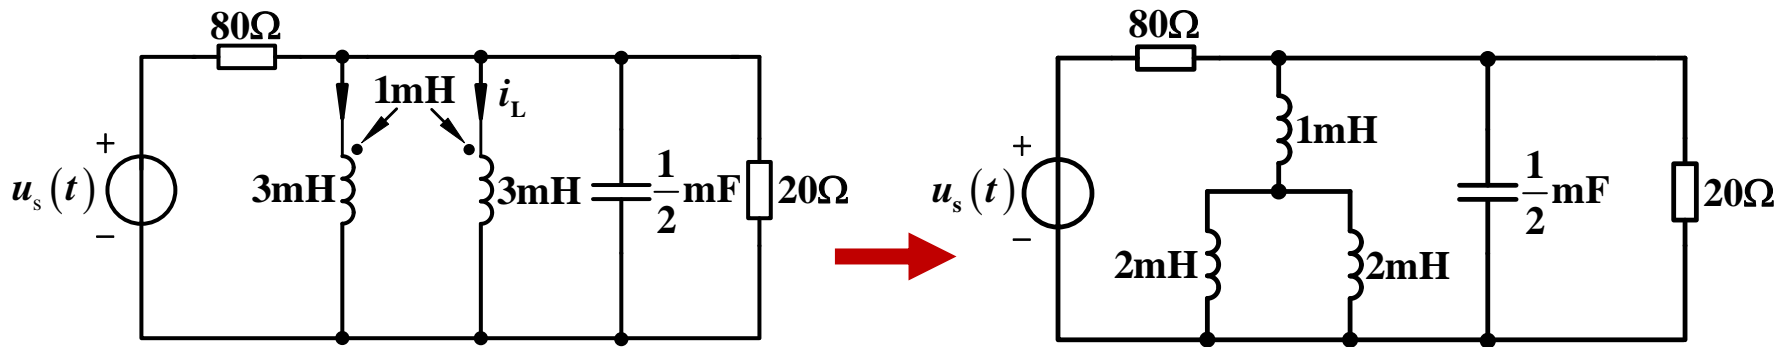 80Ω
1mH
i_L
+
u_s(t)
−
3mH
3mH
1/2 mF
20Ω
80Ω
1mH
+
u_s(t)
−
2mH
2mH
1/2 mF
20Ω